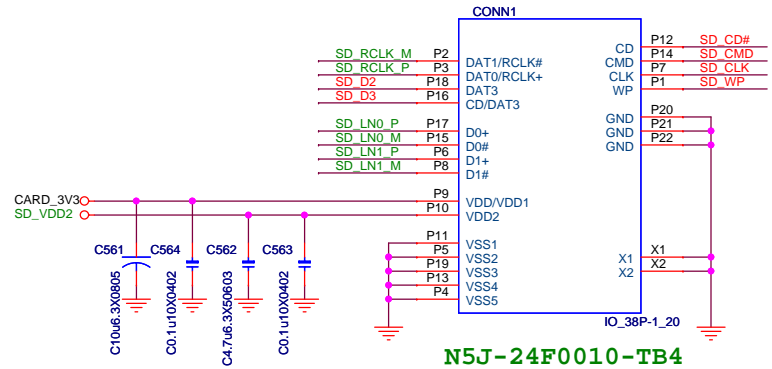 CONN1
SD_RCLK_M P2 DAT1/RCLK#
SD_RCLK_P P3 DAT0/RCLK+
SD_D2 P18 DAT3
SD_D3 P16 CD/DAT3
SD_LN0_P P17 D0+
SD_LN0_M P15 D0#
SD_LN1_P P6 D1+
SD_LN1_M P8 D1#
CARD_3V3 P9 VDD/VDD1
SD_VDD2 P10 VDD2
P11 VSS1
P5 VSS2
P19 VSS3
P13 VSS4
P4 VSS5
CD P12 SD_CD#
CMD P14 SD_CMD
CLK P7 SD_CLK
WP P1 SD_WP
GND P20
GND P21
GND P22
X1 X1
X2 X2
C561 C564 C562 C563
C10u6.3X0805
C0.1u10X0402
C4.7u6.3X50603
C0.1u10X0402
IO_38P-1_20
N5J-24F0010-TB4